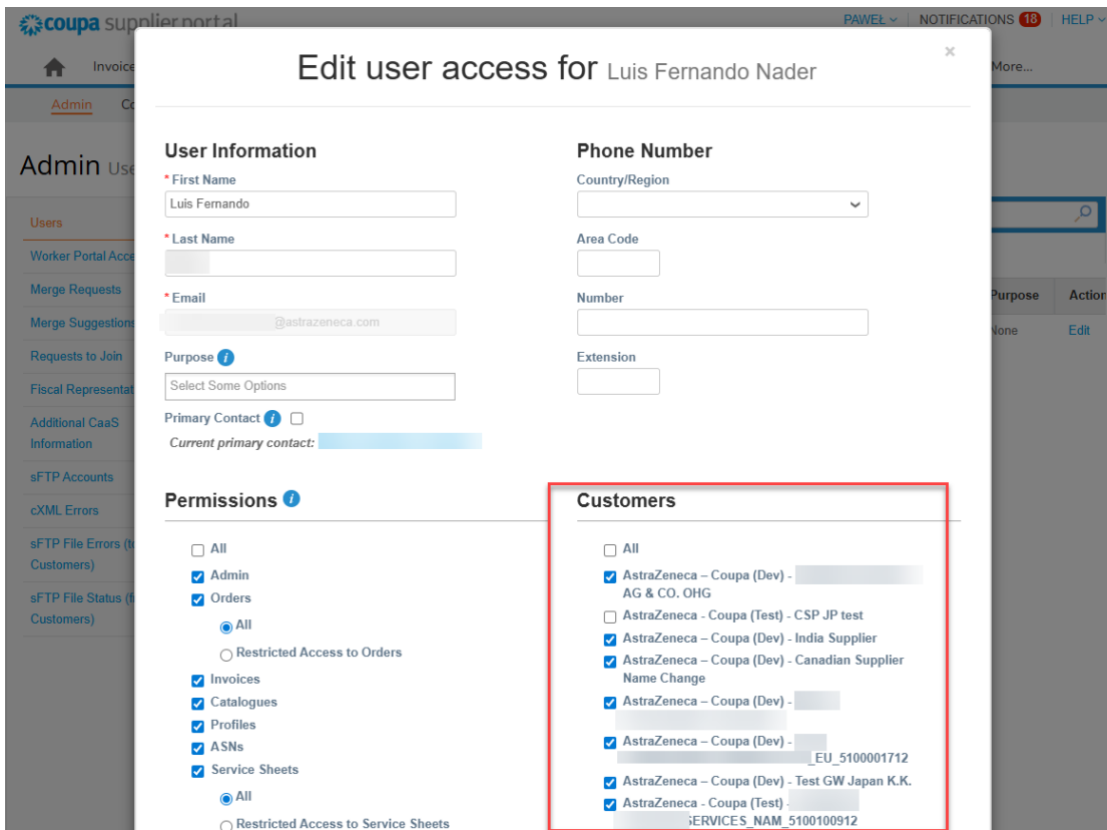 coupa supplier portal
PAWEŁ
NOTIFICATIONS 18
HELP
Invoice
More...
Admin
Co
Edit user access for Luis Fernando Nader
×
Admin Use
Users
Worker Portal Acce
Merge Requests
Merge Suggestions
Requests to Join
Fiscal Representat
Additional CaaS
Information
sFTP Accounts
cXML Errors
sFTP File Errors (to
Customers)
sFTP File Status (f
Customers)
Purpose
Action
None
Edit
User Information
* First Name
Luis Fernando
* Last Name
* Email
@astrazeneca.com
Purpose i
Select Some Options
Primary Contact i
Current primary contact:
Phone Number
Country/Region
Area Code
Number
Extension
Permissions i
All
Admin
Orders
All
Restricted Access to Orders
Invoices
Catalogues
Profiles
ASNs
Service Sheets
All
Restricted Access to Service Sheets
Customers
All
AstraZeneca – Coupa (Dev) -
AG & CO. OHG
AstraZeneca - Coupa (Test) - CSP JP test
AstraZeneca – Coupa (Dev) - India Supplier
AstraZeneca – Coupa (Dev) - Canadian Supplier
Name Change
AstraZeneca – Coupa (Dev) -
AstraZeneca – Coupa (Dev) -
_EU_5100001712
AstraZeneca – Coupa (Dev) - Test GW Japan K.K.
AstraZeneca - Coupa (Test) -
SERVICES_NAM_5100100912